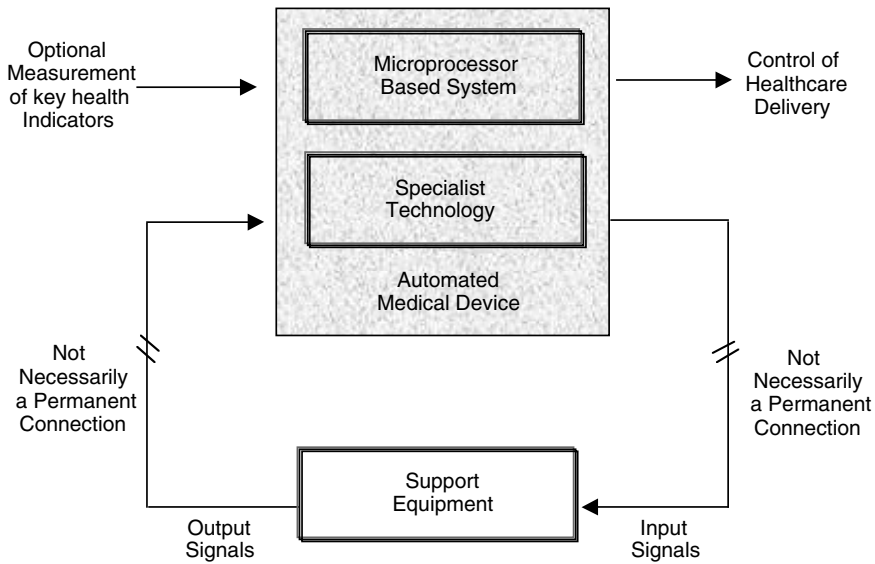 Optional
Measurement
of key health
Indicators
Microprocessor
Based System
Control of
Healthcare
Delivery
Specialist
Technology
Automated
Medical Device
Not
Necessarily
a Permanent
Connection
Not
Necessarily
a Permanent
Connection
Support
Equipment
Output
Signals
Input
Signals